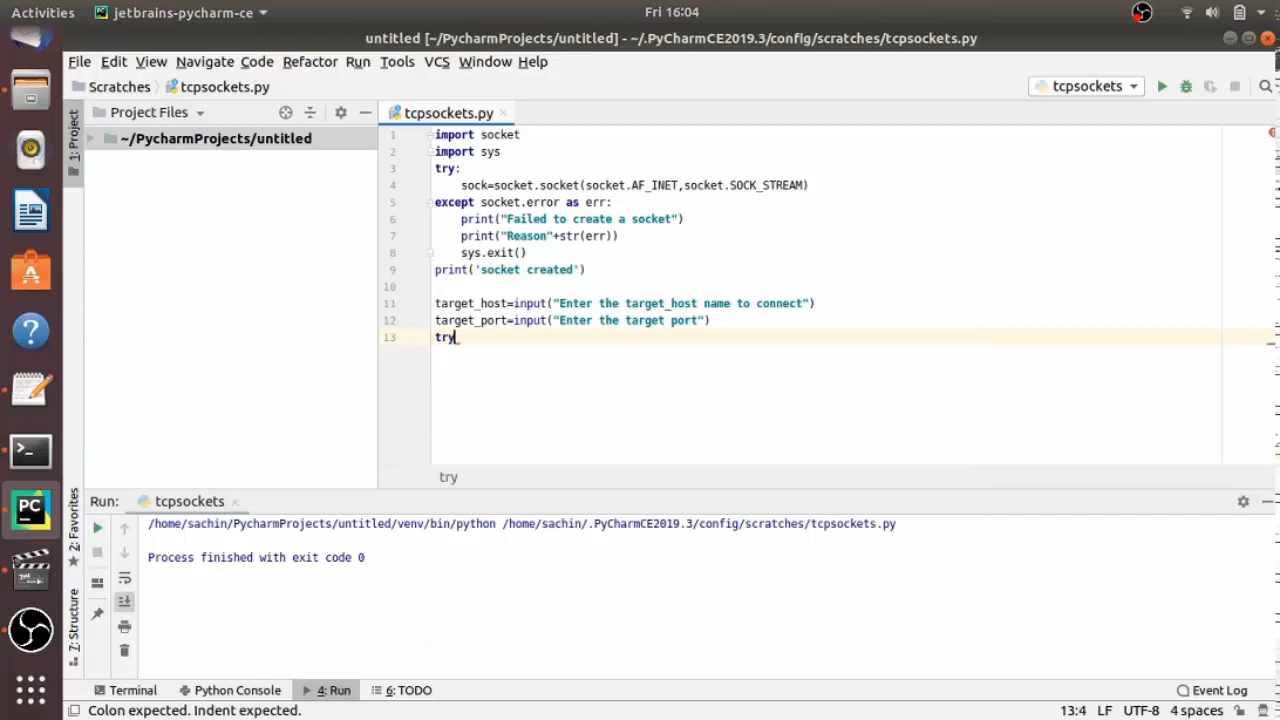 Activities jetbrains-pycharm-ce Fri 16:04
untitled [~/PycharmProjects/untitled] - ~/.PyCharmCE2019.3/config/scratches/tcpsockets.py
File Edit View Navigate Code Refactor Run Tools VCS Window Help
Scratches tcpsockets.py tcpsockets
1: Project
Project Files tcpsockets.py
~/PycharmProjects/untitled
1 import socket
2 import sys
3 try:
4 sock=socket.socket(socket.AF_INET,socket.SOCK_STREAM)
5 except socket.error as err:
6 print("Failed to create a socket")
7 print("Reason"+str(err))
8 sys.exit()
9 print('socket created')
10
11 target_host=input("Enter the target_host name to connect")
12 target_port=input("Enter the target port")
13 try
try
2: Favorites
7: Structure
Run: tcpsockets
/home/sachin/PycharmProjects/untitled/venv/bin/python /home/sachin/.PyCharmCE2019.3/config/scratches/tcpsockets.py
Process finished with exit code 0
Terminal Python Console 4: Run 6: TODO Event Log
Colon expected. Indent expected. 13:4 LF UTF-8 4 spaces